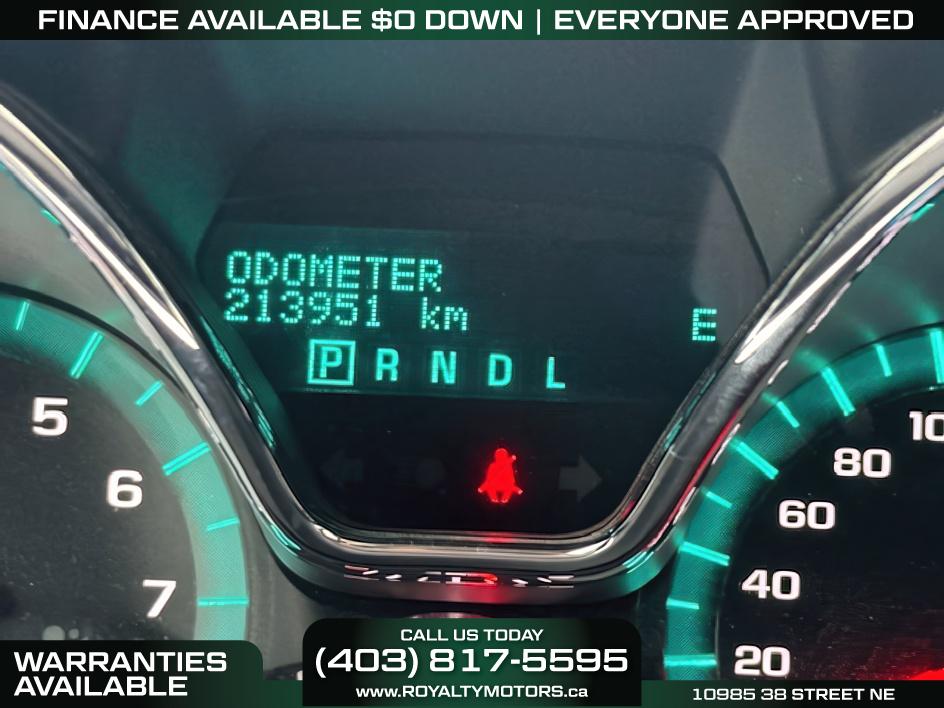 FINANCE AVAILABLE $0 DOWN | EVERYONE APPROVED
ODOMETER
213951 km
E
P R N D L
5
6
7
100
80
60
40
20
WARRANTIES
AVAILABLE
CALL US TODAY
(403) 817-5595
WWW.ROYALTYMOTORS.ca
10985 38 STREET NE